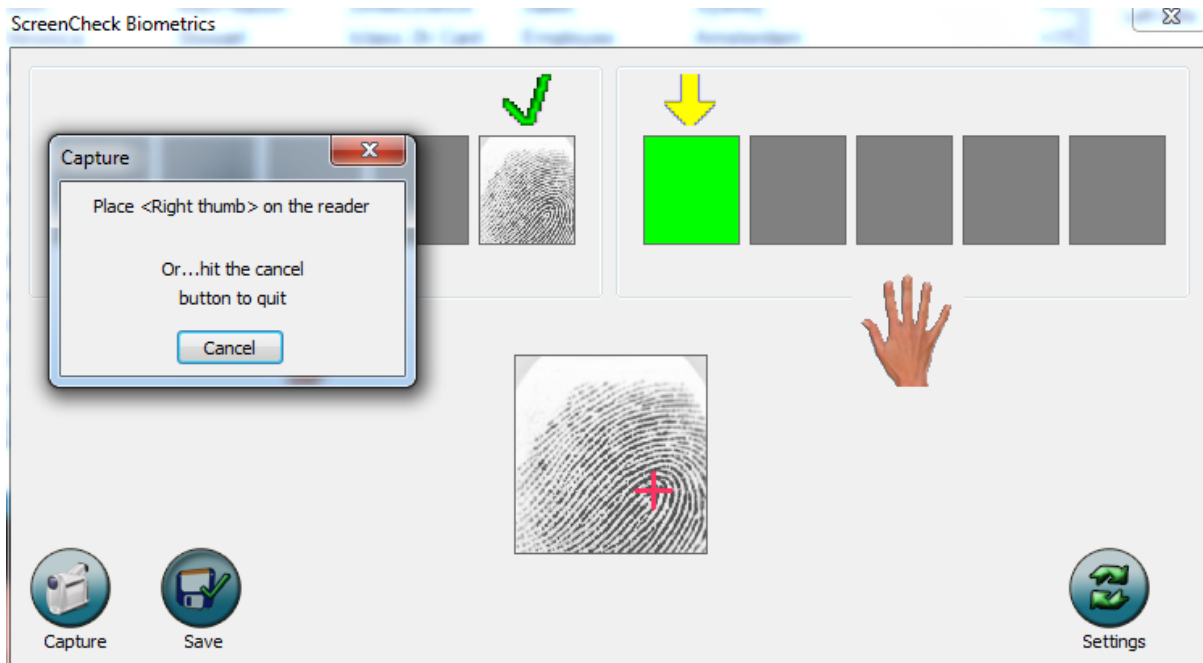 ScreenCheck Biometrics
Capture
Place <Right thumb> on the reader
Or...hit the cancel
button to quit
Cancel
Capture
Save
Settings